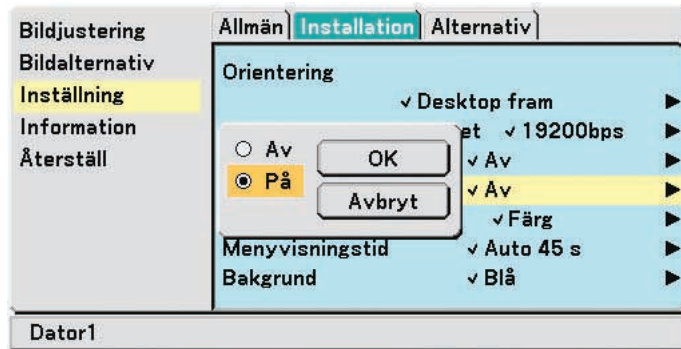 Bildjustering
Bildalternativ
Inställning
Information
Återställ
Allmän Installation Alternativ
Orientering
Desktop fram
et 19200bps
Av
Av
Färg
Menyvisningstid Auto 45 s
Bakgrund Blå
Av
På
OK
Avbryt
Dator1